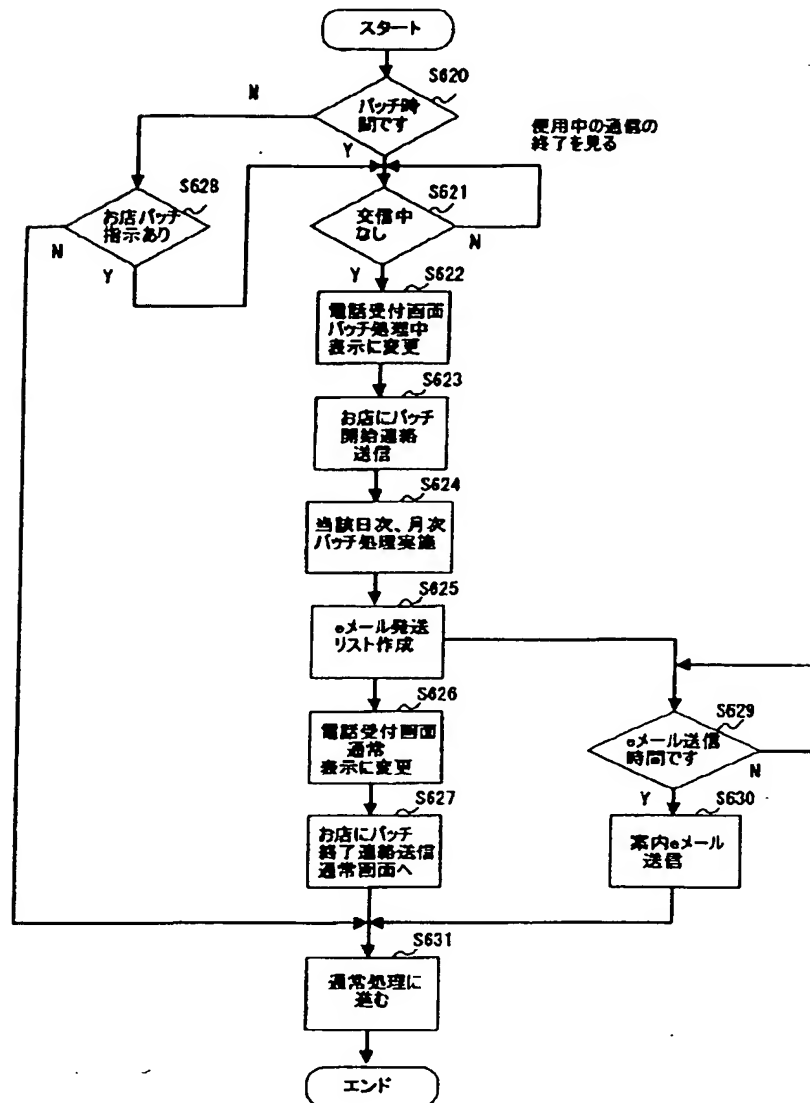 スタート
S620
バッチ時
間です
N
Y
使用中の通信の
終了を見る
S628
お店バッチ
指示あり
N
Y
S621
交信中
なし
N
Y
S622
電話受付画面
バッチ処理中
表示に変更
S623
お店にバッチ
開始連絡
送信
S624
当該日次、月次
バッチ処理実施
S625
eメール発送
リスト作成
S626
電話受付画面
通常
表示に変更
S629
eメール送信
時間です
N
Y
S627
お店にバッチ
終了連絡送信
通常画面へ
S630
案内eメール
送信
S631
通常処理に
進む
エンド